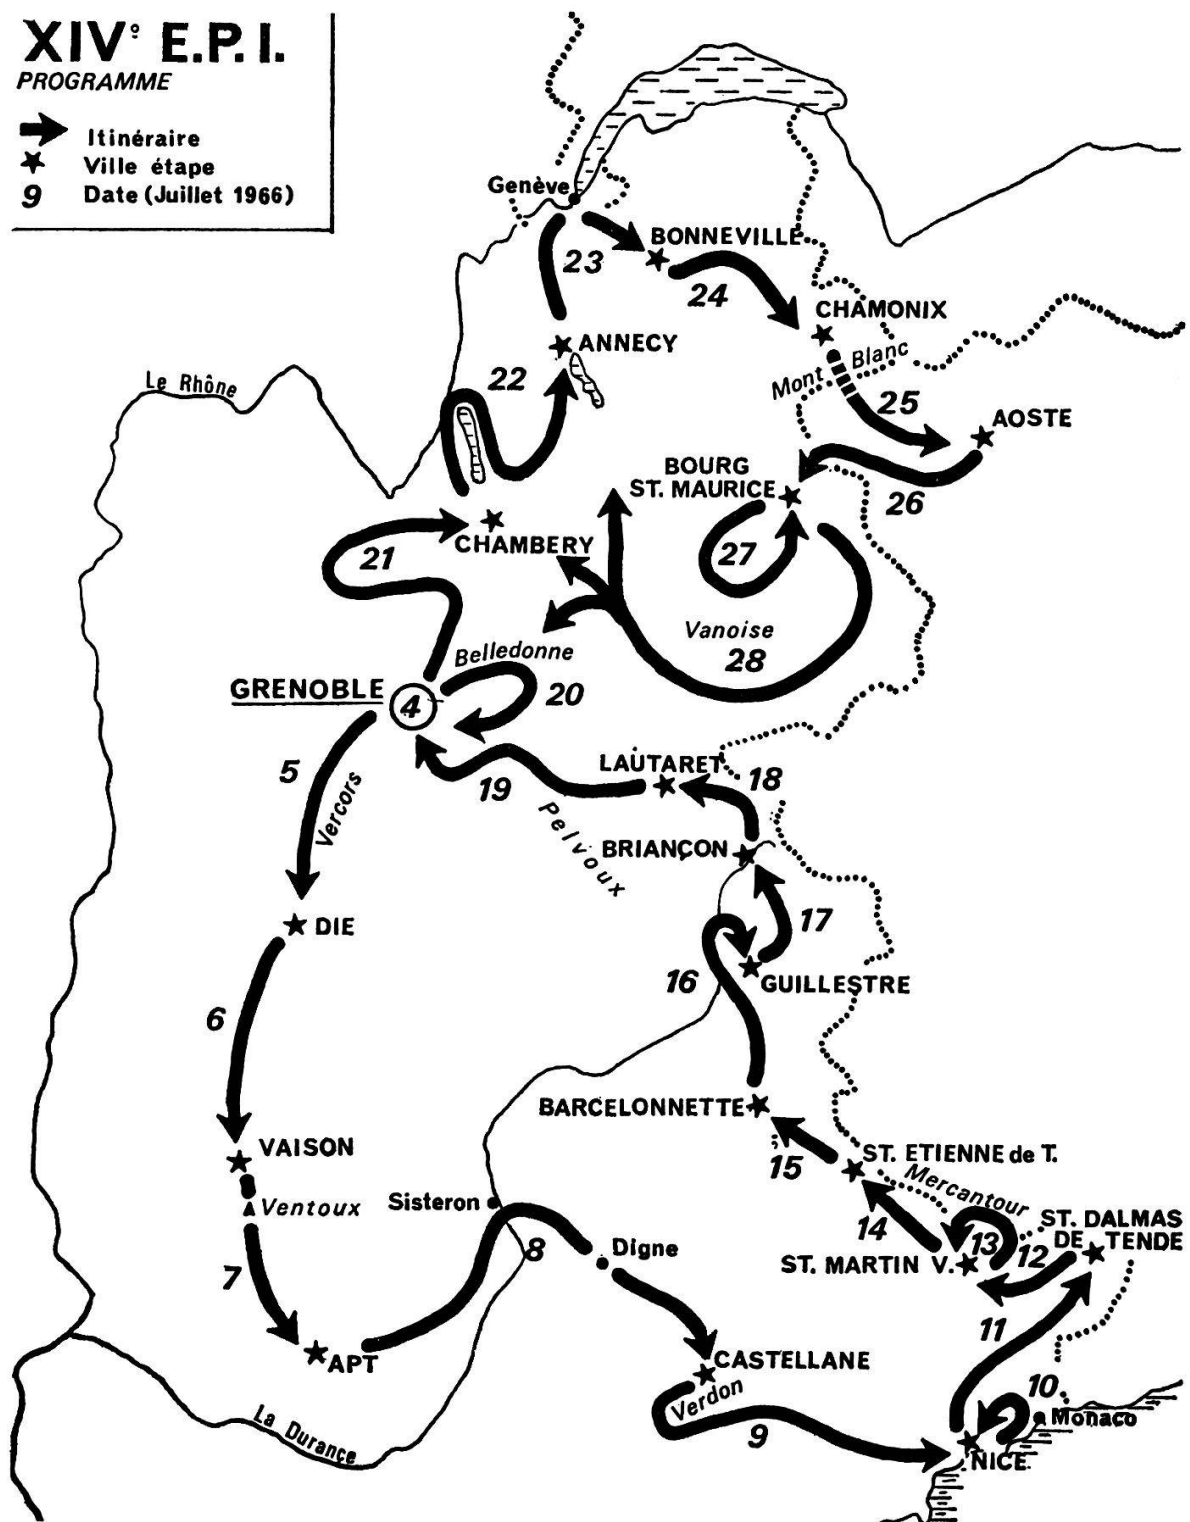 XIVº E.P.I.
PROGRAMME
Itinéraire
Ville étape
9 Date (Juillet 1966)
Genève
BONNEVILLE
23
24
CHAMONIX
ANNECY
Mont Blanc
Le Rhône
22
25
AOSTE
BOURG
ST. MAURICE
26
21
CHAMBERY
27
Vanoise
28
Belledonne
GRENOBLE
4
20
5
Vercors
LAUTARET
18
19
Pelvoux
BRIANÇON
17
DIE
16
GUILLESTRE
6
BARCELONNETTE
VAISON
15
ST. ETIENNE de T.
Mercantour
Sisteron
Ventoux
14
13
12
ST. DALMAS
DE TENDE
8
Digne
ST. MARTIN V.
7
11
APT
CASTELLANE
Verdon
10
Monaco
La Durance
9
NICE